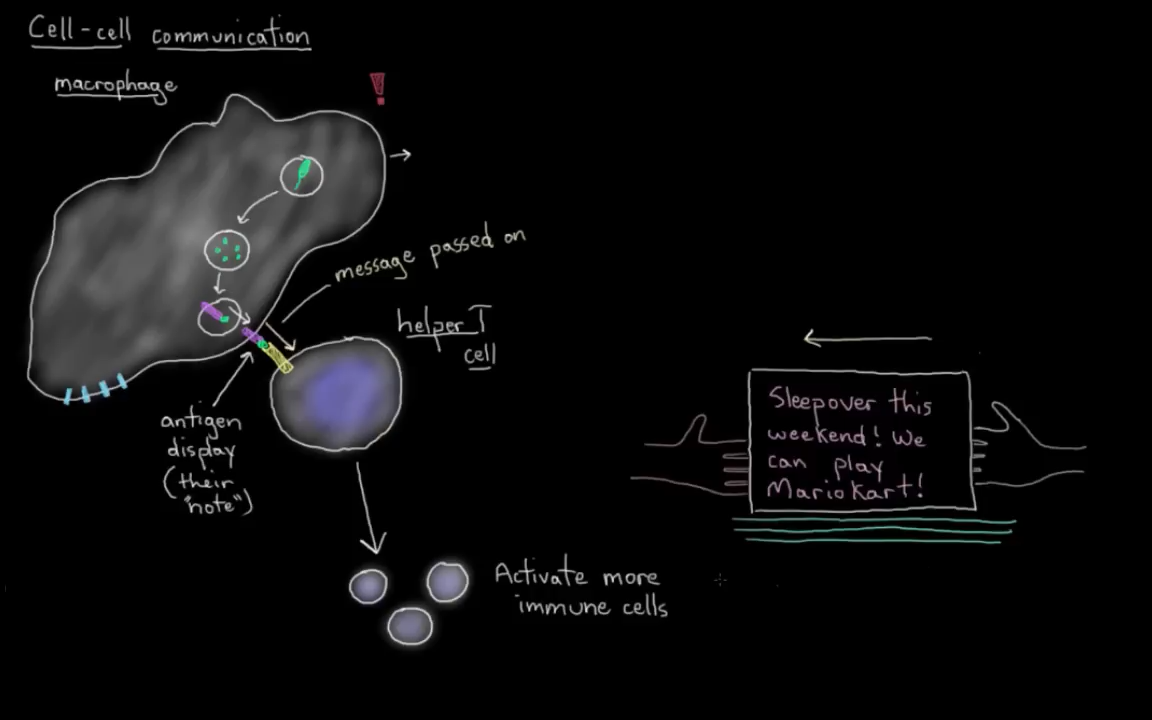 Cell-cell communication
macrophage
!
message passed on
helper T
cell
antigen
display
(their
"note")
Activate more
immune cells
Sleepover this
weekend! We
can play
MarioKart!